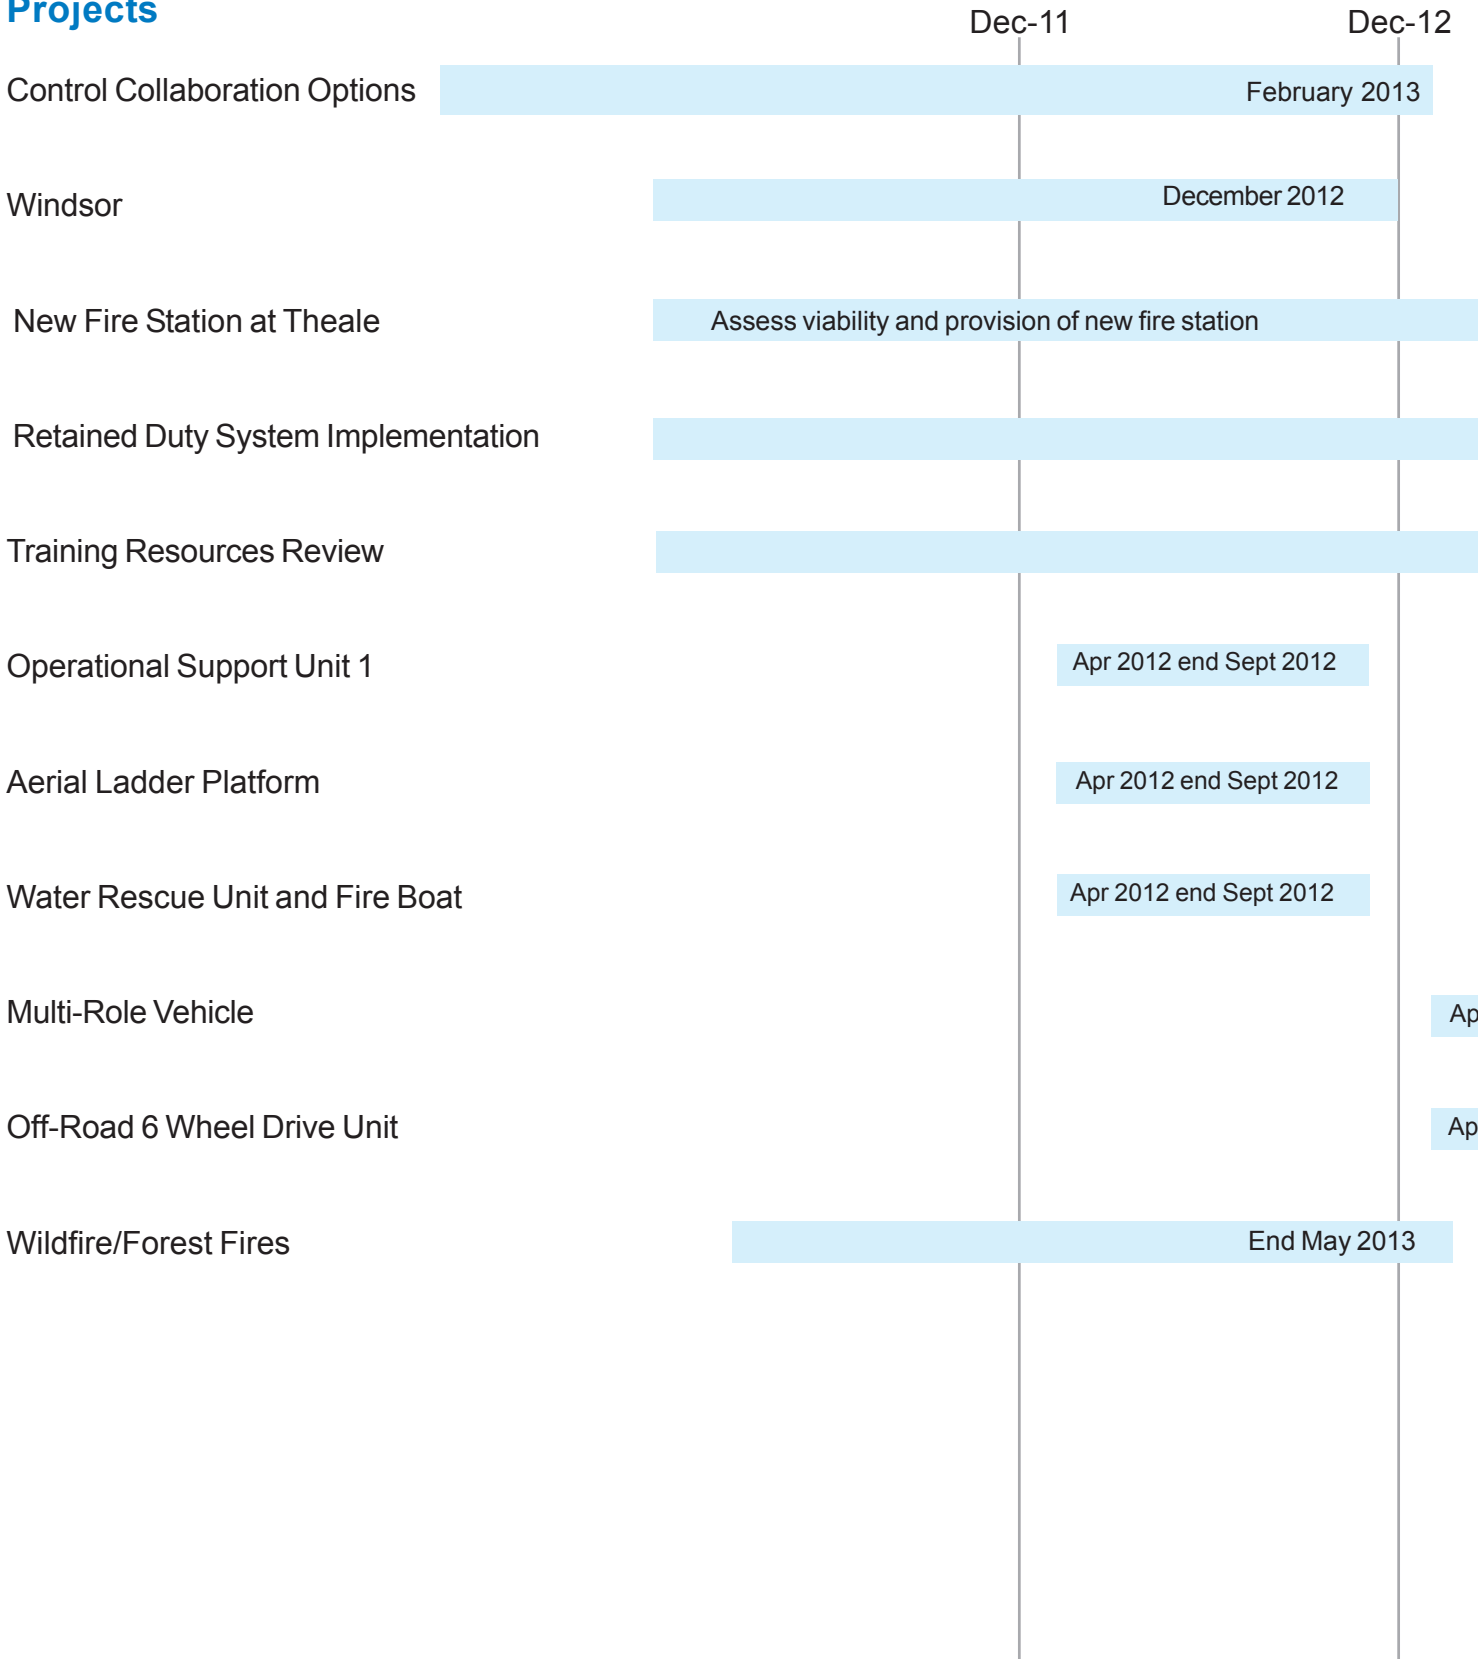 Projects
Dec-11 Dec-12
Control Collaboration Options February 2013
Windsor December 2012
New Fire Station at Theale Assess viability and provision of new fire station
Retained Duty System Implementation
Training Resources Review
Operational Support Unit 1 Apr 2012 end Sept 2012
Aerial Ladder Platform Apr 2012 end Sept 2012
Water Rescue Unit and Fire Boat Apr 2012 end Sept 2012
Multi-Role Vehicle Ap
Off-Road 6 Wheel Drive Unit Ap
Wildfire/Forest Fires End May 2013